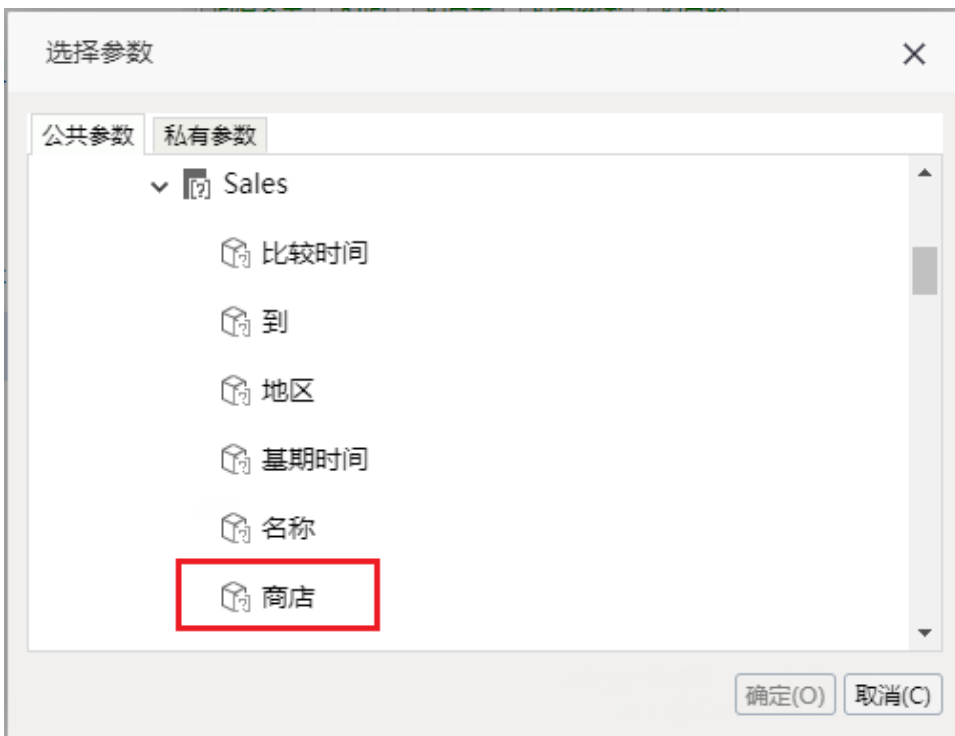 选择参数
公共参数 私有参数
Sales
比较时间
到
地区
基期时间
名称
商店
确定(O) 取消(C)